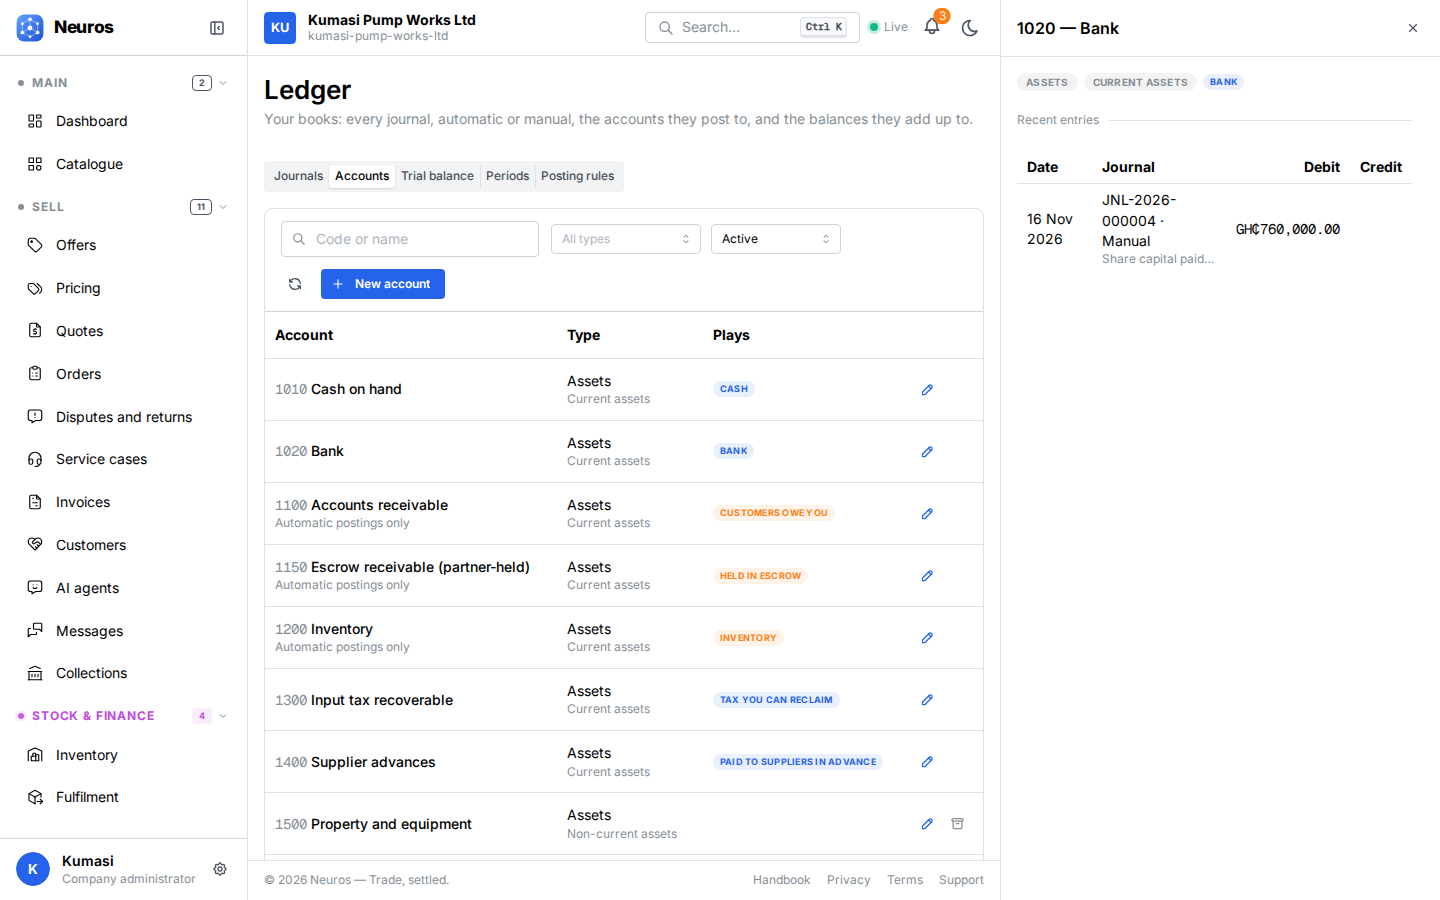 Neuros
MAIN
2
Dashboard
Catalogue
SELL
11
Offers
Pricing
Quotes
Orders
Disputes and returns
Service cases
Invoices
Customers
AI agents
Messages
Collections
STOCK & FINANCE
4
Inventory
Fulfilment
K
Kumasi
Company administrator
KU
Kumasi Pump Works Ltd
kumasi-pump-works-ltd
Search...
Ctrl K
Live
3
Ledger
Your books: every journal, automatic or manual, the accounts they post to, and the balances they add up to.
Journals Accounts Trial balance Periods Posting rules
Code or name
All types
Active
New account
Account Type Plays
1010 Cash on hand
Assets
Current assets
CASH
1020 Bank
Assets
Current assets
BANK
1100 Accounts receivable
Automatic postings only
Assets
Current assets
CUSTOMERS OWE YOU
1150 Escrow receivable (partner-held)
Automatic postings only
Assets
Current assets
HELD IN ESCROW
1200 Inventory
Automatic postings only
Assets
Current assets
INVENTORY
1300 Input tax recoverable
Assets
Current assets
TAX YOU CAN RECLAIM
1400 Supplier advances
Assets
Current assets
PAID TO SUPPLIERS IN ADVANCE
1500 Property and equipment
Assets
Non-current assets
© 2026 Neuros — Trade, settled.
Handbook Privacy Terms Support
1020 — Bank
ASSETS CURRENT ASSETS BANK
Recent entries
Date Journal Debit Credit
16 Nov
2026
JNL-2026-
000004 ·
Manual
Share capital paid...
GH₵760,000.00